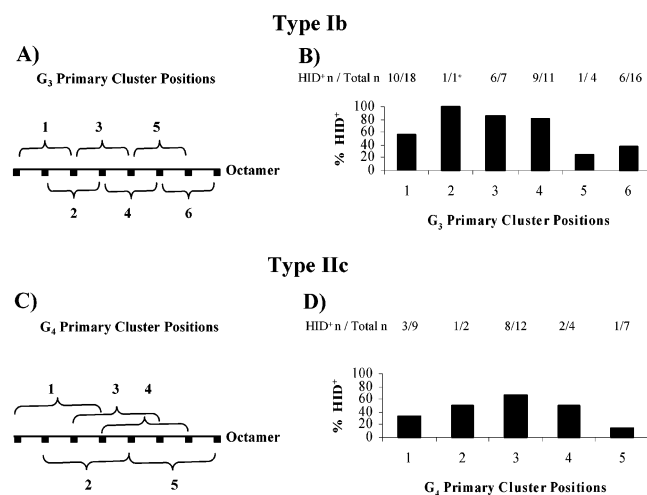 Type Ib
A)
G3 Primary Cluster Positions
1 3 5
Octamer
2 4 6
B)
HID+ n / Total n 10/18 1/1* 6/7 9/11 1/ 4 6/16
% HID+
100
80
60
40
20
0
1 2 3 4 5 6
G3 Primary Cluster Positions
Type IIc
C)
G4 Primary Cluster Positions
1 3 4
Octamer
2 5
D)
HID+ n / Total n 3/9 1/2 8/12 2/4 1/7
% HID+
100
80
60
40
20
0
1 2 3 4 5
G4 Primary Cluster Positions